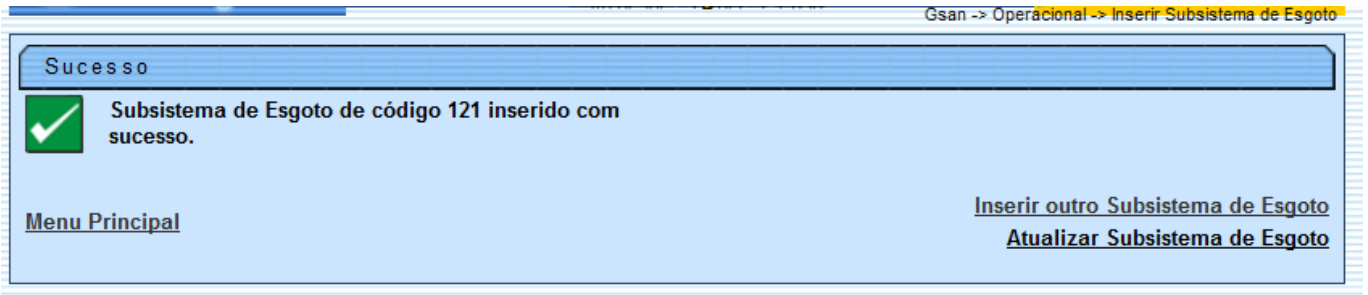 Gsan -> Operacional -> Inserir Subsistema de Esgoto
Sucesso
Subsistema de Esgoto de código 121 inserido com
sucesso.
Menu Principal
Inserir outro Subsistema de Esgoto
Atualizar Subsistema de Esgoto